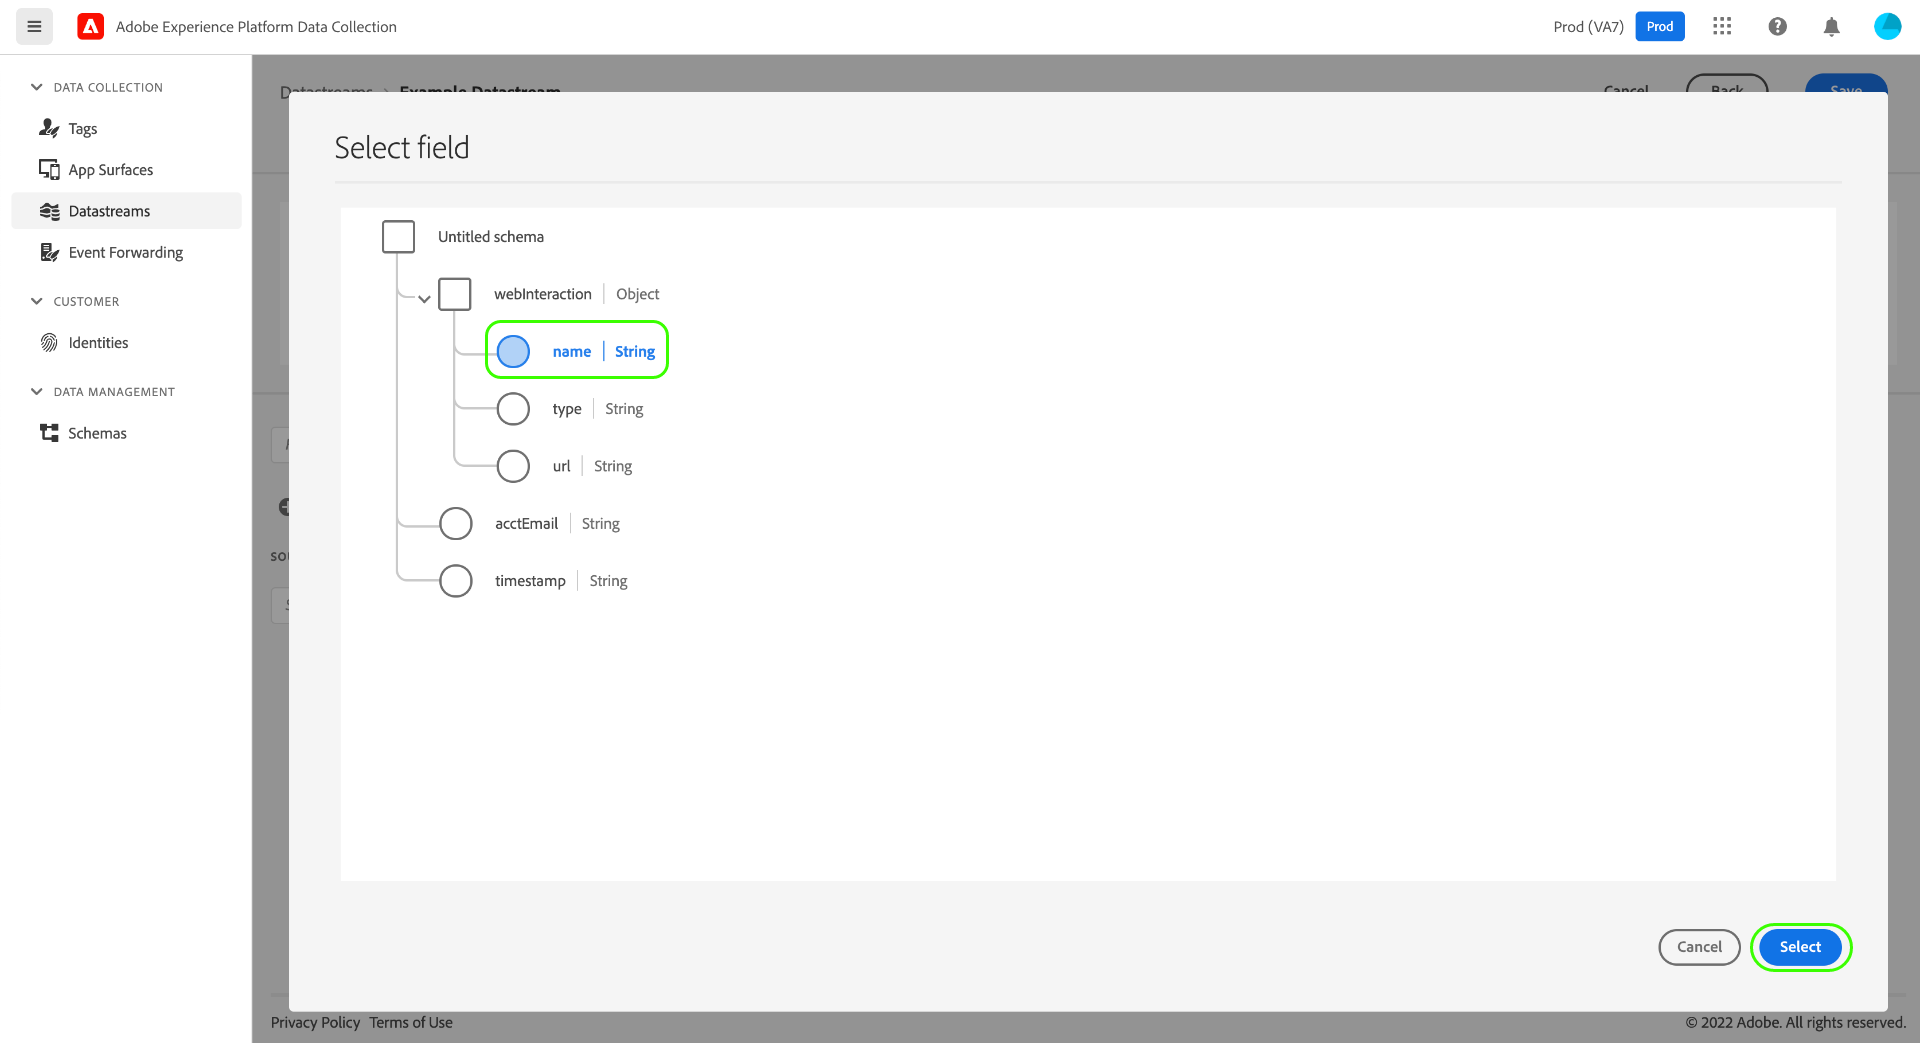 Adobe Experience Platform Data Collection
Prod (VA7) Prod
DATA COLLECTION
Tags
App Surfaces
Datastreams
Event Forwarding
CUSTOMER
Identities
DATA MANAGEMENT
Schemas
Datastreams › Example Datastream
Cancel Back Save
Select field
Untitled schema
webInteraction Object
name String
type String
url String
acctEmail String
timestamp String
Cancel Select
Privacy Policy Terms of Use
© 2022 Adobe. All rights reserved.